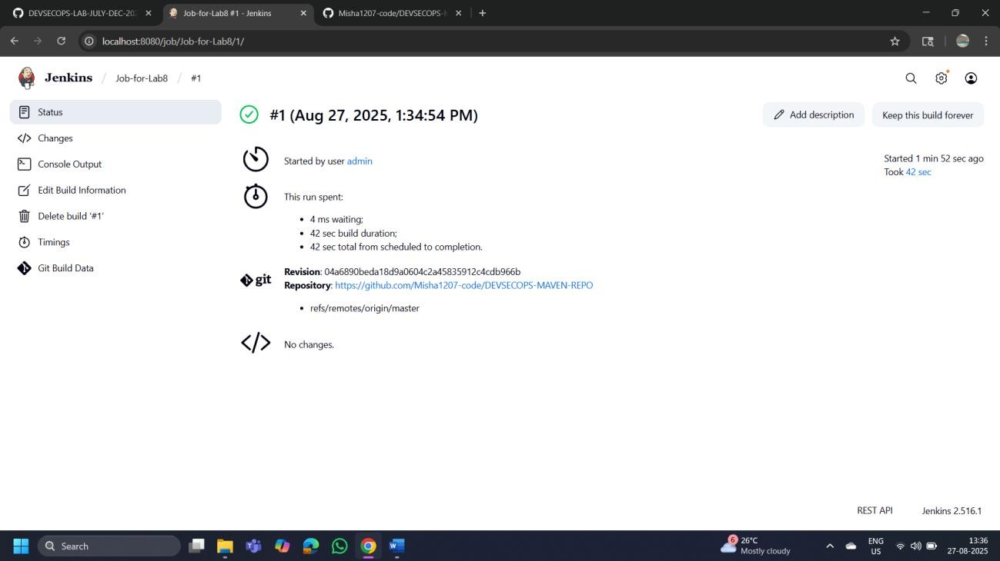 DEVSECOPS-LAB-JULY-DEC-202
Job-for-Lab8 #1 - Jenkins
Misha1207-code/DEVSECOPS-M
localhost:8080/job/Job-for-Lab8/1/
Jenkins / Job-for-Lab8 / #1
Status
Changes
Console Output
Edit Build Information
Delete build ‘#1’
Timings
Git Build Data
#1 (Aug 27, 2025, 1:34:54 PM)
Add description
Keep this build forever
Started by user admin
Started 1 min 52 sec ago
Took 42 sec
This run spent:
• 4 ms waiting;
• 42 sec build duration;
• 42 sec total from scheduled to completion.
git
Revision: 04a6890beda18d9a0604c2a45835912c4cdb966b
Repository: https://github.com/Misha1207-code/DEVSECOPS-MAVEN-REPO
• refs/remotes/origin/master
No changes.
REST API
Jenkins 2.516.1
Search
6
26°C
Mostly cloudy
ENG
US
13:36
27-08-2025